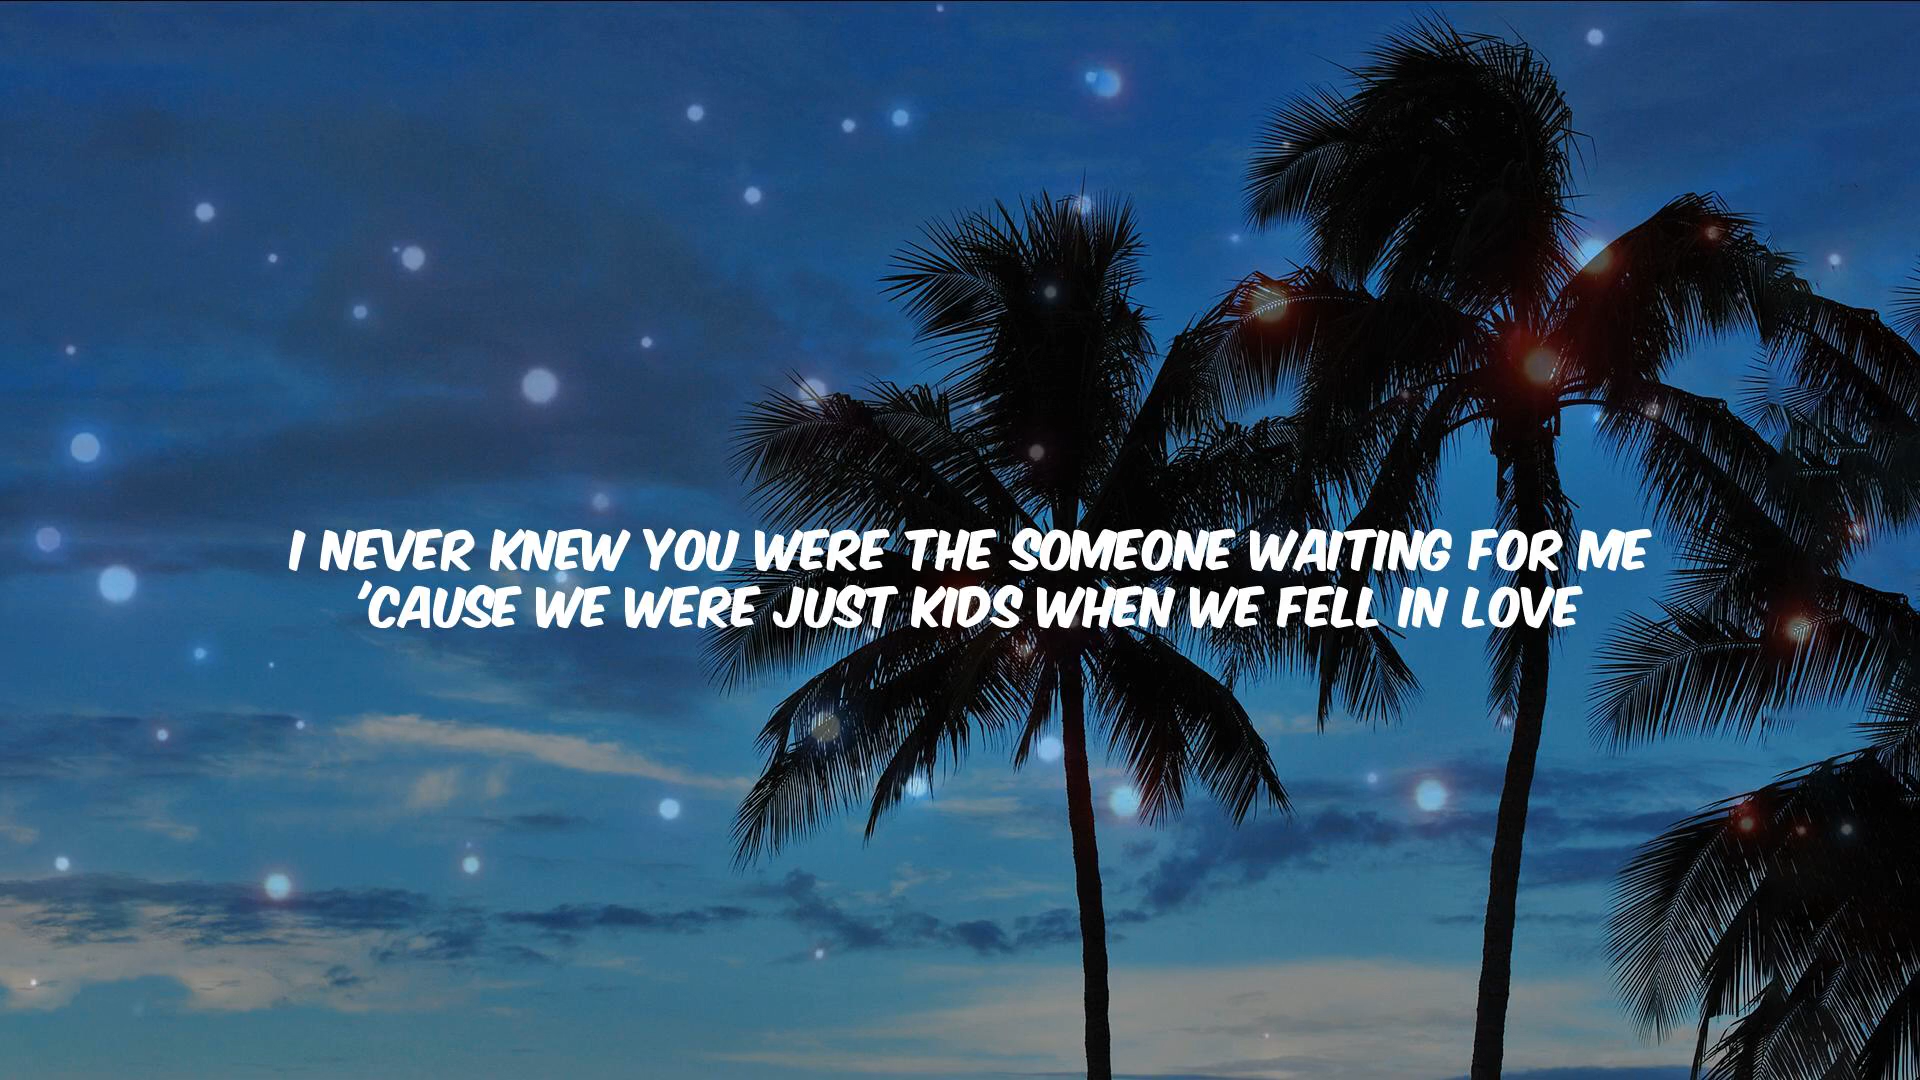 I NEVER KNEW YOU WERE THE SOMEONE WAITING FOR ME
'CAUSE WE WERE JUST KIDS WHEN WE FELL IN LOVE